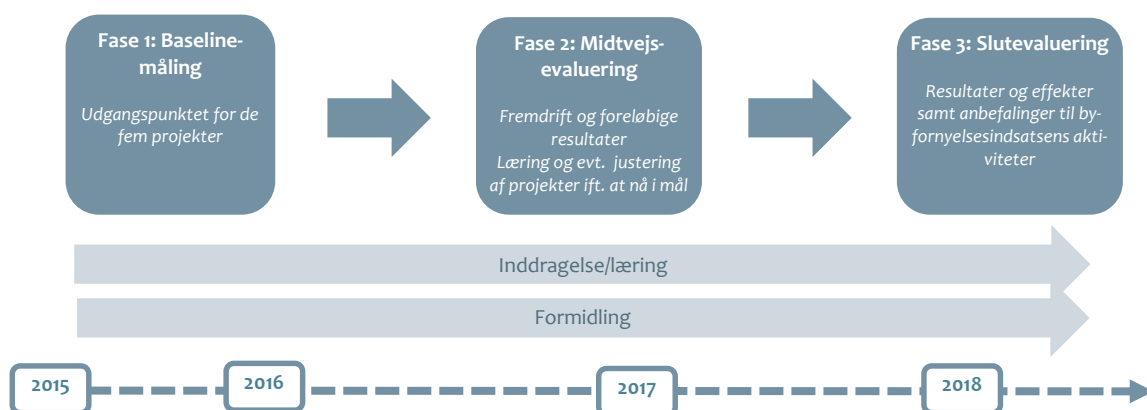 Fase 1: Baseline-
måling
Udgangspunktet for de
fem projekter
Fase 2: Midtvejs-
evaluering
Fremdrift og foreløbige
resultater
Læring og evt.  justering
af projekter ift. at nå i mål
Fase 3: Slutevaluering
Resultater og effekter
samt anbefalinger til by-
fornyelsesindsatsens akti-
viteter
Inddragelse/læring
Formidling
2015
2016
2017
2018